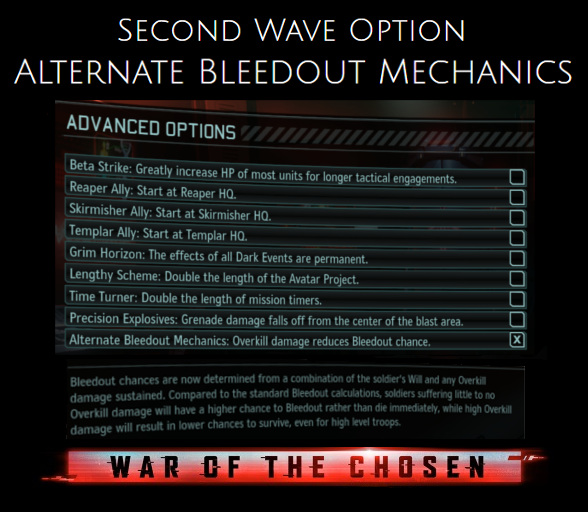 Second Wave Option
Alternate Bleedout Mechanics
ADVANCED OPTIONS
Beta Strike: Greatly increase HP of most units for longer tactical engagements.
Reaper Ally: Start at Reaper HQ.
Skirmisher Ally: Start at Skirmisher HQ.
Templar Ally: Start at Templar HQ.
Grim Horizon: The effects of all Dark Events are permanent.
Lengthy Scheme: Double the length of the Avatar Project.
Time Turner: Double the length of mission timers.
Precision Explosives: Grenade damage falls off from the center of the blast area.
Alternate Bleedout Mechanics: Overkill damage reduces Bleedout chance. X
Bleedout chances are now determined from a combination of the soldier's Will and any Overkill
damage sustained. Compared to the standard Bleedout calculations, soldiers suffering little to no
Overkill damage will have a higher chance to Bleedout rather than die immediately, while high Overkill
damage will result in lower chances to survive, even for high level troops.
WAR OF THE CHOSEN